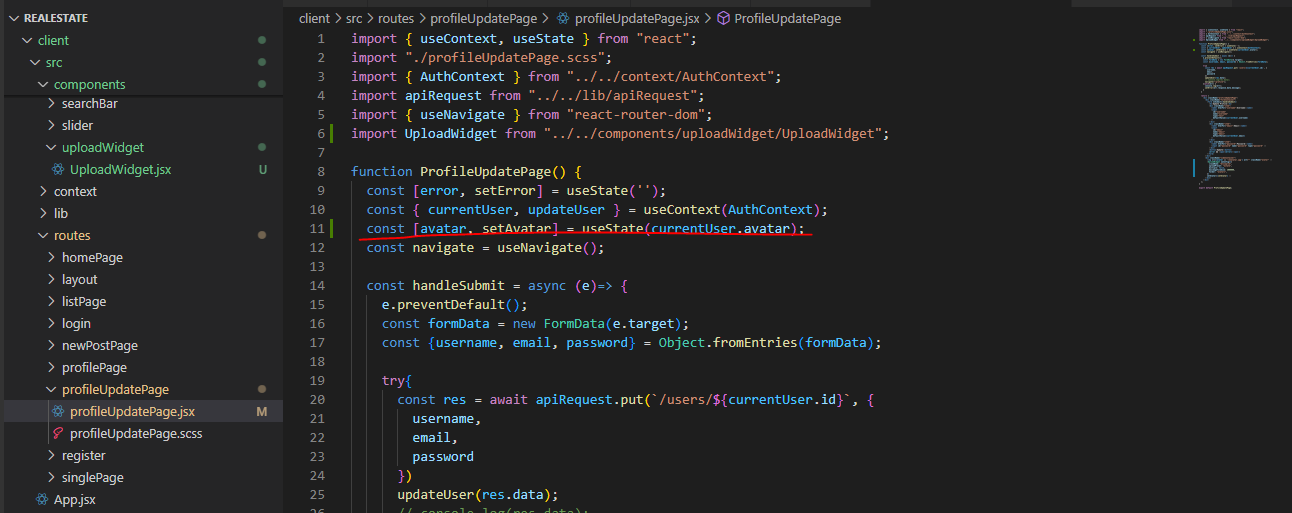 REALESTATE
client
src
components
searchBar
slider
uploadWidget
UploadWidget.jsx U
context
lib
routes
homePage
layout
listPage
login
newPostPage
profilePage
profileUpdatePage
profileUpdatePage.jsx M
profileUpdatePage.scss
register
singlePage
App.jsx
client > src > routes > profileUpdatePage > profileUpdatePage.jsx > ProfileUpdatePage
1 import { useContext, useState } from "react";
2 import "./profileUpdatePage.scss";
3 import { AuthContext } from "../../context/AuthContext";
4 import apiRequest from "../../lib/apiRequest";
5 import { useNavigate } from "react-router-dom";
6 import UploadWidget from "../../components/uploadWidget/UploadWidget";
7
8 function ProfileUpdatePage() {
9 const [error, setError] = useState('');
10 const { currentUser, updateUser } = useContext(AuthContext);
11 const [avatar, setAvatar] = useState(currentUser.avatar);
12 const navigate = useNavigate();
13
14 const handleSubmit = async (e)=> {
15 e.preventDefault();
16 const formData = new FormData(e.target);
17 const {username, email, password} = Object.fromEntries(formData);
18
19 try{
20 const res = await apiRequest.put(`/users/${currentUser.id}`, {
21 username,
22 email,
23 password
24 })
25 updateUser(res.data);
26 // console.log(res.data);